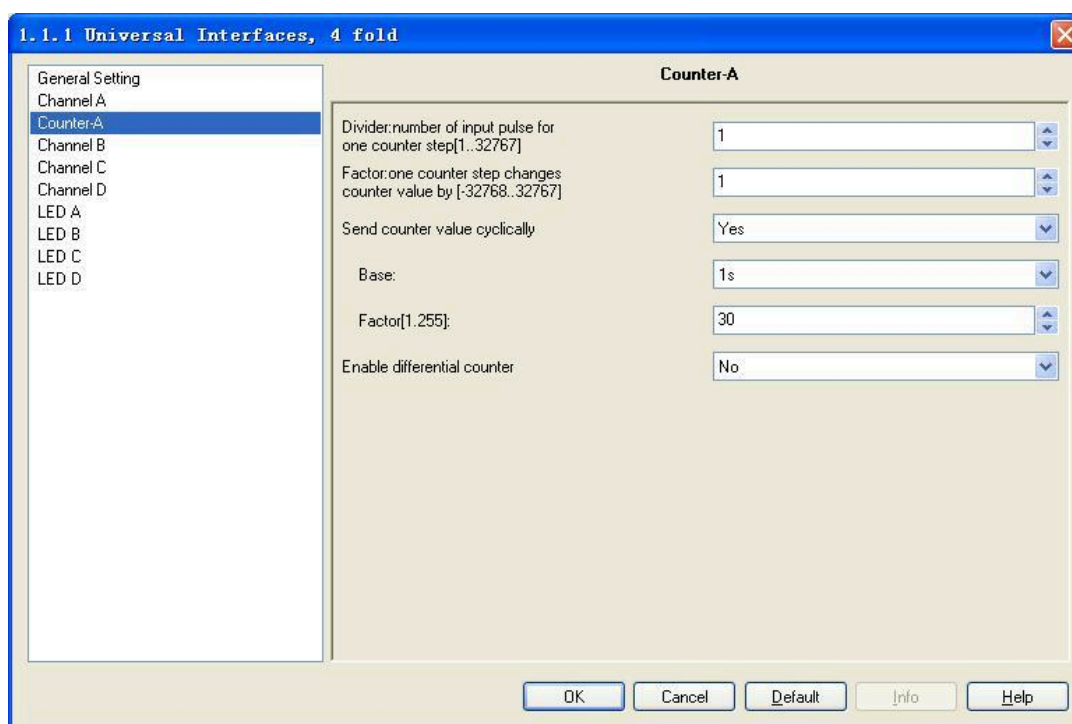 1.1.1 Universal Interfaces, 4 fold
General Setting
Channel A
Counter-A
Channel B
Channel C
Channel D
LED A
LED B
LED C
LED D
Counter-A
Divider:number of input pulse for
one counter step[1..32767]
1
Factor:one counter step changes
counter value by [-32768..32767]
1
Send counter value cyclically
Yes
Base:
1s
Factor[1.255]:
30
Enable differential counter
No
OK
Cancel
Default
Info
Help